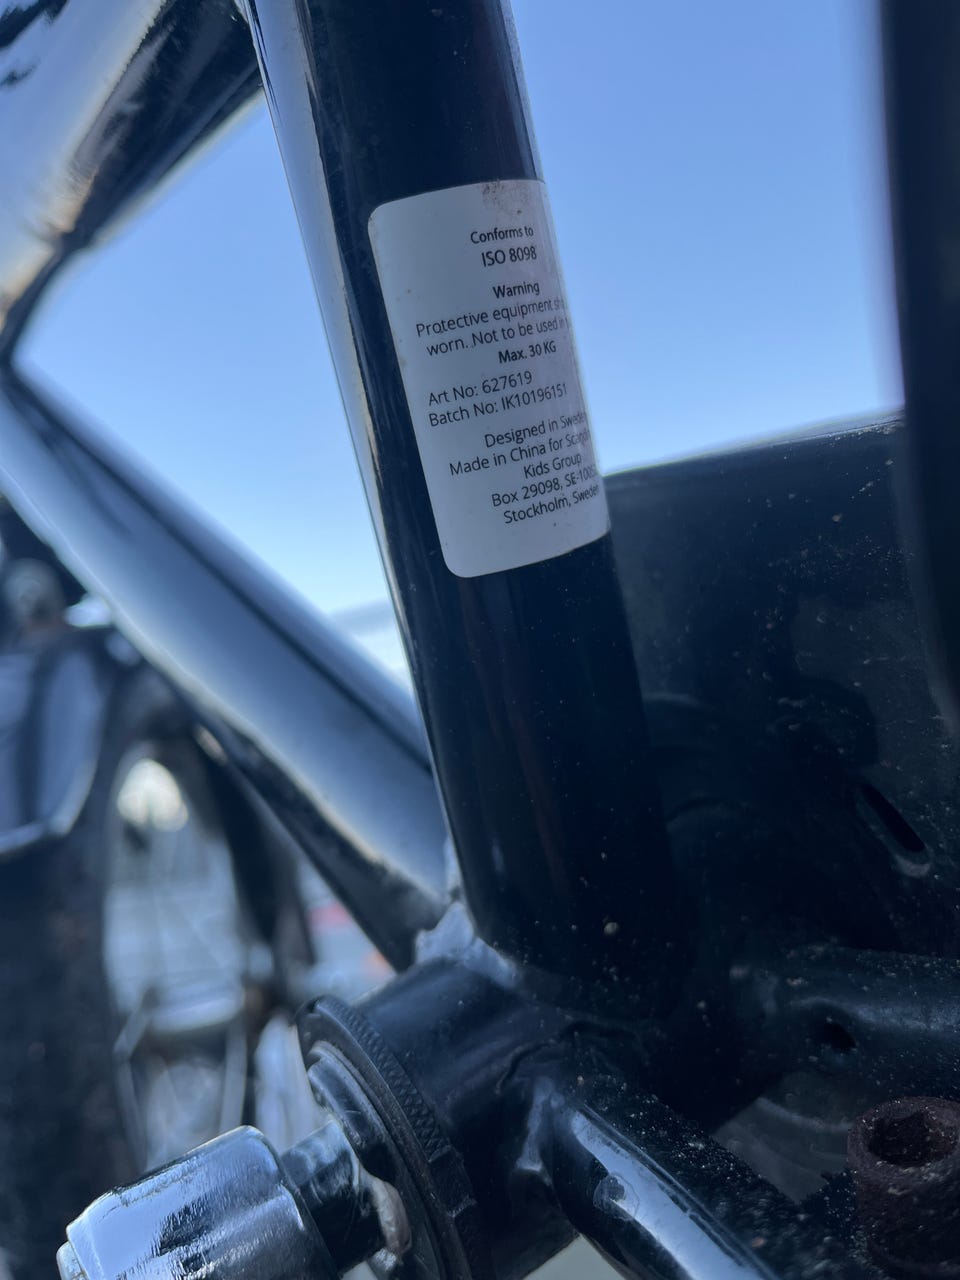 Conforms to
ISO 8098
Warning
Protective equipment
worn. Not to be used in
Max. 30 KG
Art No: 627619
Batch No: IK10196151
Designed in
Made in China for
Kids Group
Box 29098,
Stockholm, Sweden